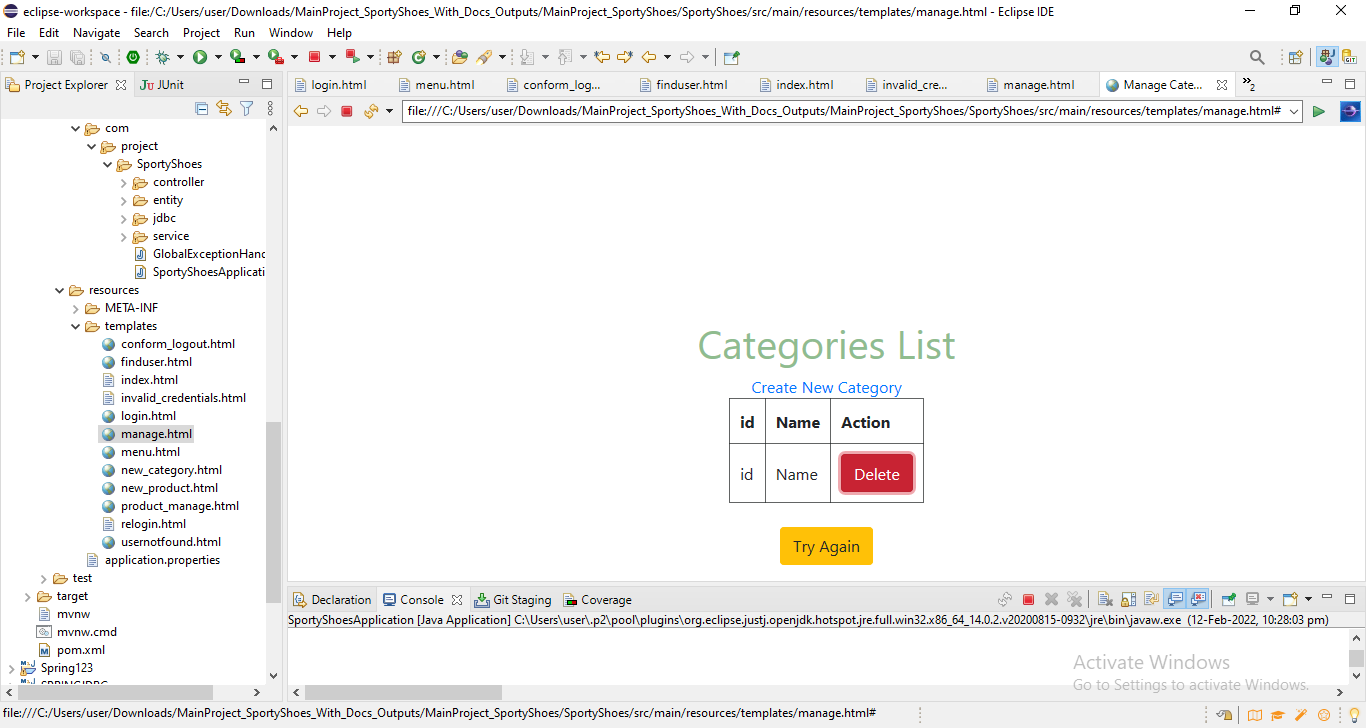 eclipse-workspace - file:/C:/Users/user/Downloads/MainProject_SportyShoes_With_Docs_Outputs/MainProject_SportyShoes/SportyShoes/src/main/resources/templates/manage.html - Eclipse IDE
File Edit Navigate Search Project Run Window Help
Project Explorer JUnit
login.html menu.html conform_log... finduser.html index.html invalid_cre... manage.html Manage Cate... 2
file:///C:/Users/user/Downloads/MainProject_SportyShoes_With_Docs_Outputs/MainProject_SportyShoes/SportyShoes/src/main/resources/templates/manage.html#
com
project
SportyShoes
controller
entity
jdbc
service
GlobalExceptionHanc
SportyShoesApplicati
resources
META-INF
templates
conform_logout.html
finduser.html
index.html
invalid_credentials.html
login.html
manage.html
menu.html
new_category.html
new_product.html
product_manage.html
relogin.html
usernotfound.html
application.properties
test
target
mvnw
mvnw.cmd
pom.xml
Spring123
Categories List
Create New Category
id Name Action
id Name Delete
Try Again
Declaration Console Git Staging Coverage
SportyShoesApplication [Java Application] C:\Users\user\.p2\pool\plugins\org.eclipse.justj.openjdk.hotspot.jre.full.win32.x86_64_14.0.2.v20200815-0932\jre\bin\javaw.exe (12-Feb-2022, 10:28:03 pm)
Activate Windows
Go to Settings to activate Windows.
file:///C:/Users/user/Downloads/MainProject_SportyShoes_With_Docs_Outputs/MainProject_SportyShoes/SportyShoes/src/main/resources/templates/manage.html#